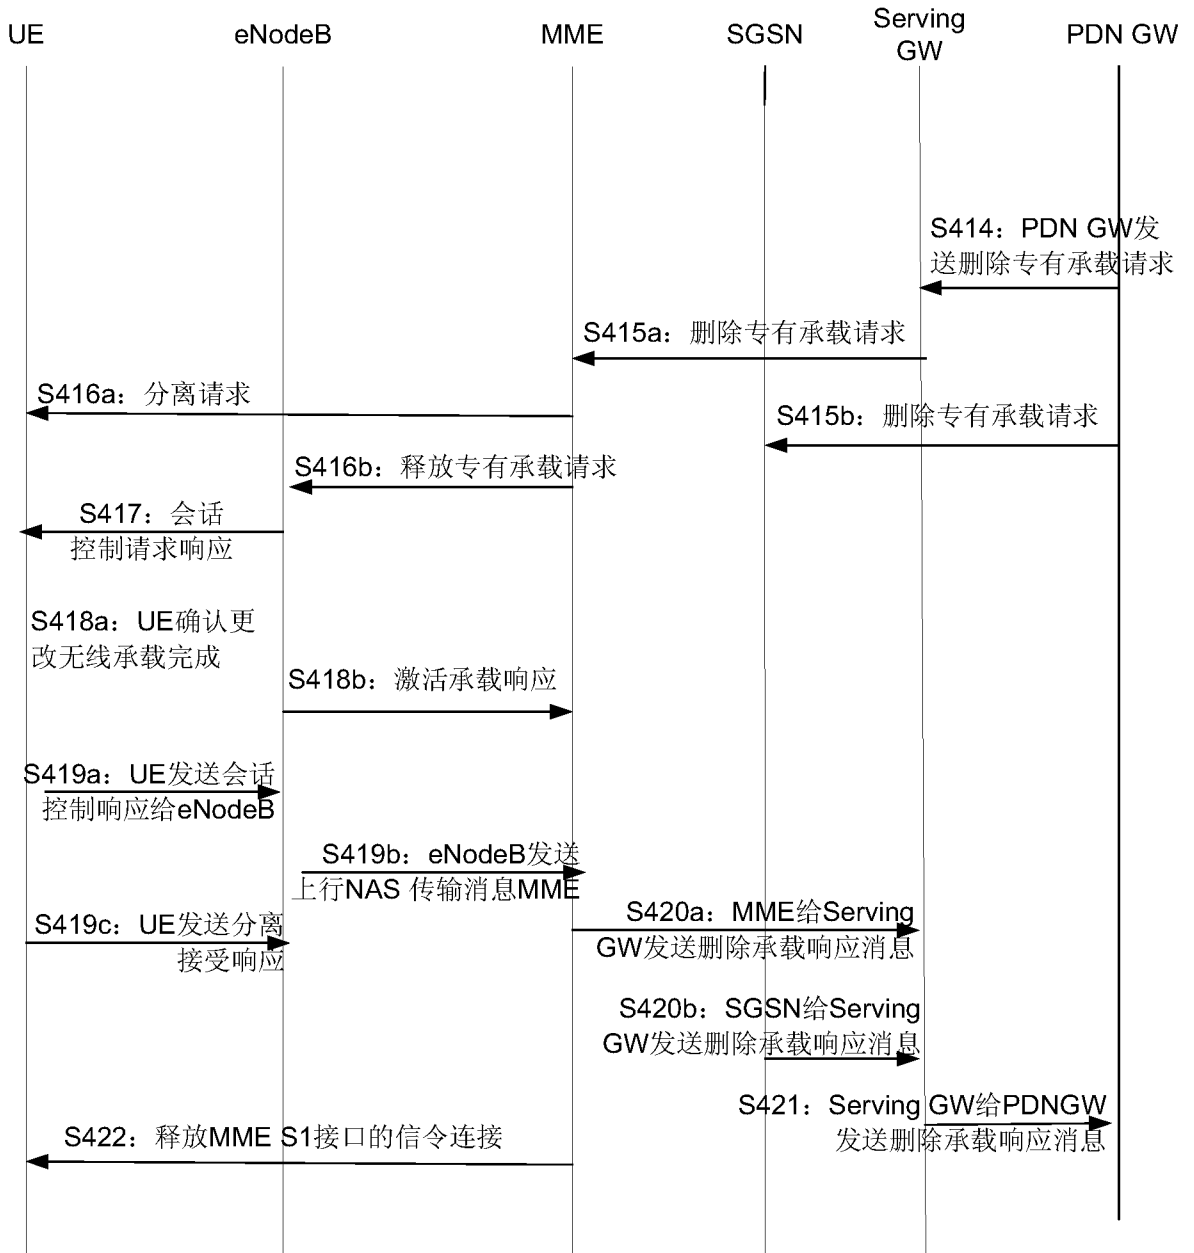 UE
eNodeB
MME
SGSN
Serving
GW
PDN GW
S414：PDN GW发
送删除专有承载请求
S415a：删除专有承载请求
S416a：分离请求
S415b：删除专有承载请求
S416b：释放专有承载请求
S417：会话
控制请求响应
S418a：UE确认更
改无线承载完成
S418b：激活承载响应
S419a：UE发送会话
控制响应给eNodeB
S419b：eNodeB发送
上行NAS 传输消息MME
S419c：UE发送分离
接受响应
S420a：MME给Serving
GW发送删除承载响应消息
S420b：SGSN给Serving
GW发送删除承载响应消息
S421：Serving GW给PDNGW
发送删除承载响应消息
S422：释放MME S1接口的信令连接